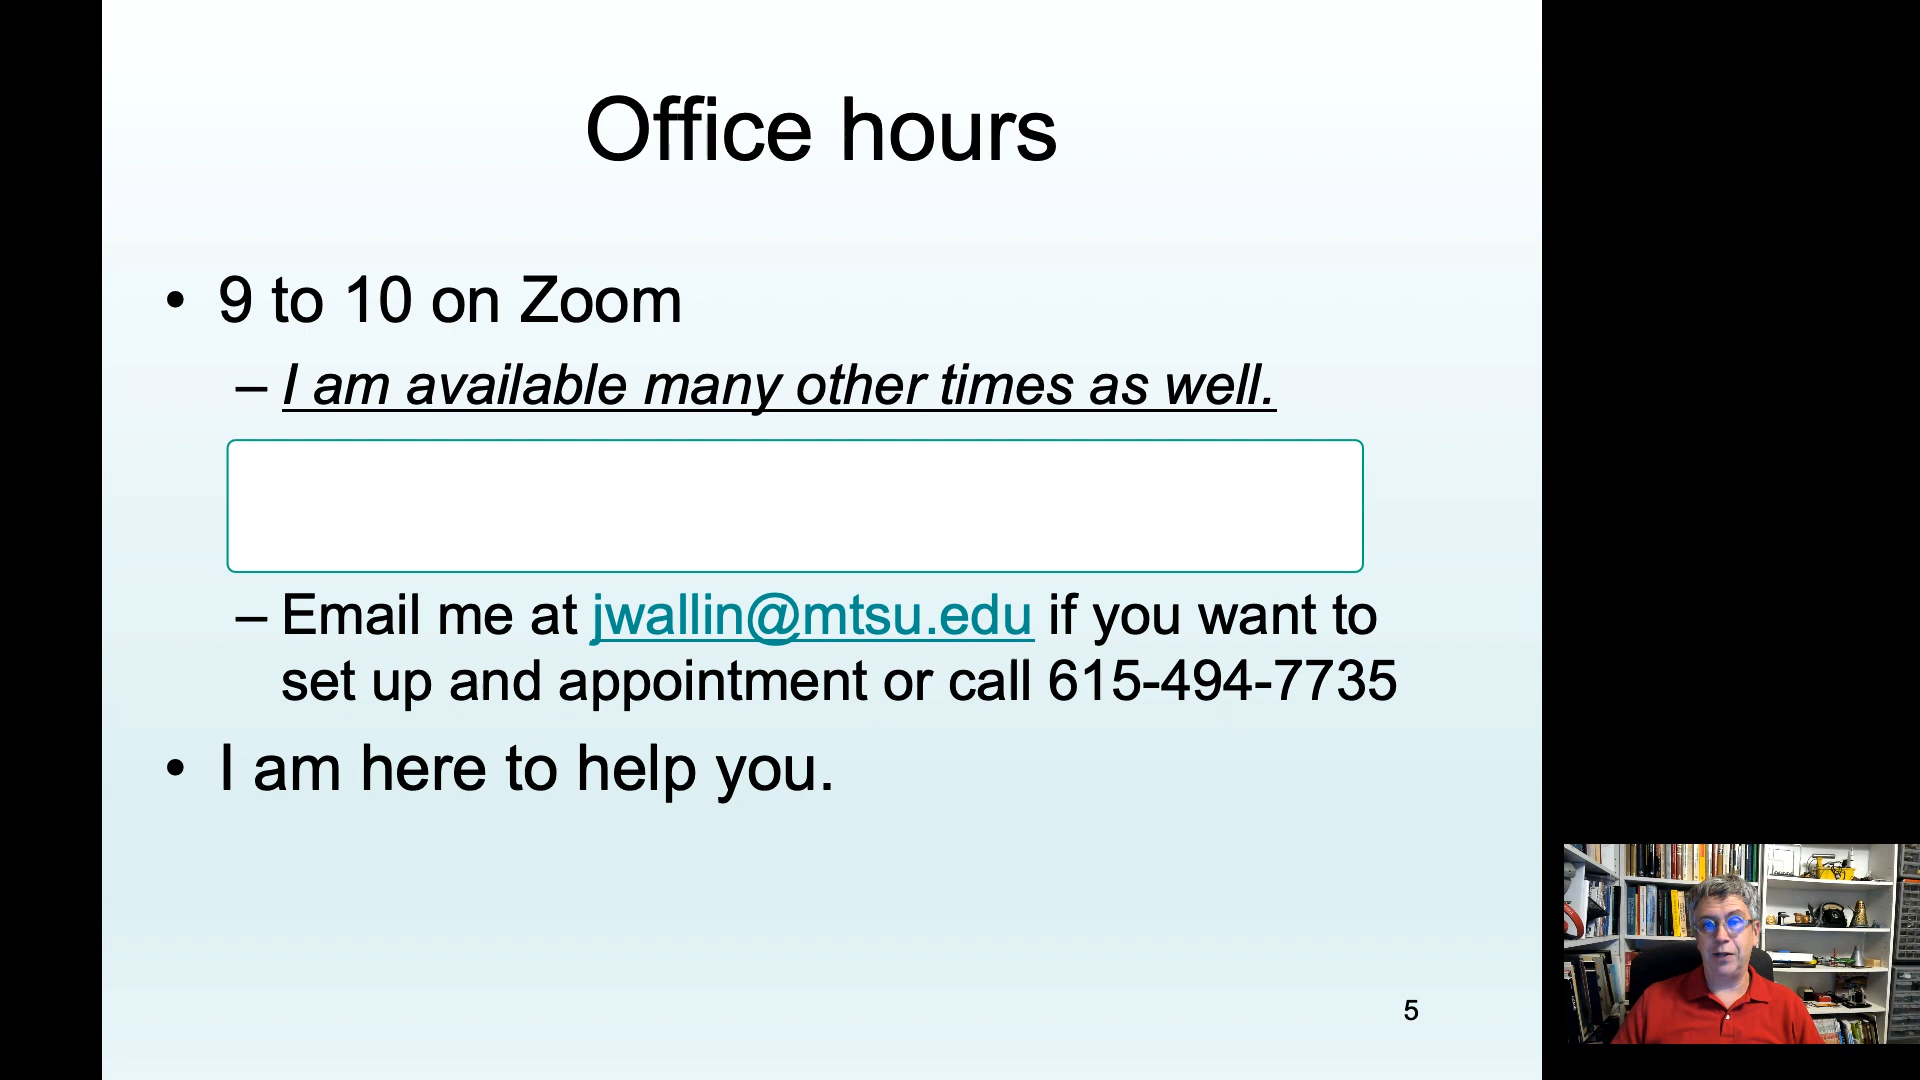 Office hours
• 9 to 10 on Zoom
– I am available many other times as well.
– Email me at jwallin@mtsu.edu if you want to
set up and appointment or call 615-494-7735
• I am here to help you.
5